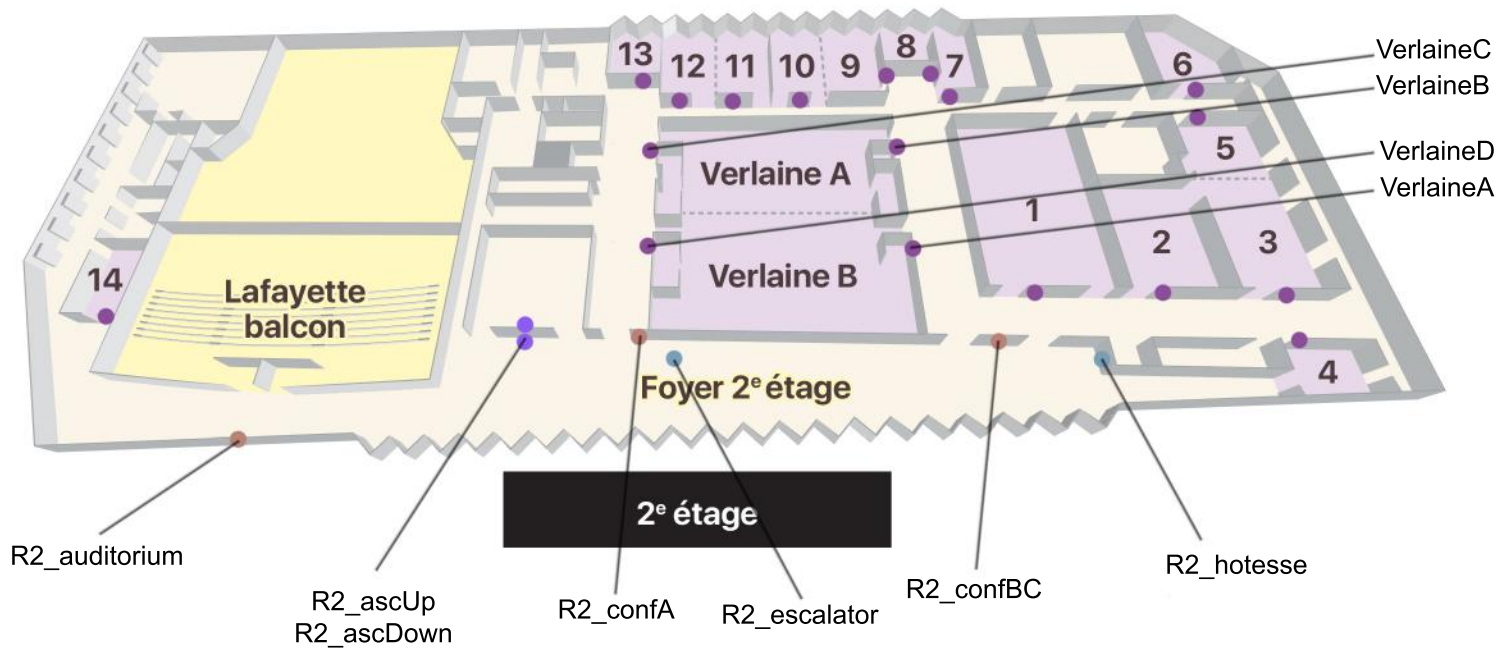 13
12
11
10
9
8
7
6
VerlaineC
VerlaineB
VerlaineD
VerlaineA
Verlaine A
5
1
2
3
14
Lafayette
balcon
Verlaine B
4
Foyer 2e étage
2e étage
R2_auditorium
R2_ascUp
R2_ascDown
R2_confA
R2_escalator
R2_confBC
R2_hotesse